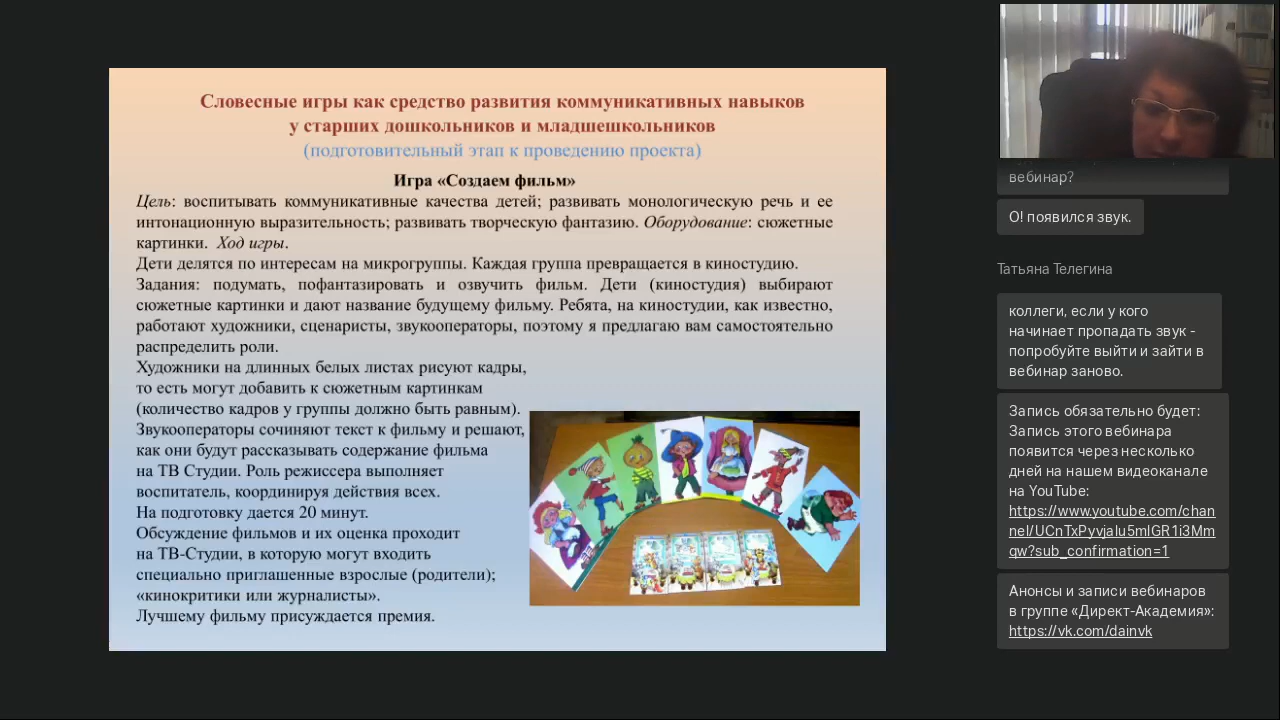 Словесные игры как средство развития коммуникативных навыков
у старших дошкольников и младшешкольников
(подготовительный этап к проведению проекта)
Игра «Создаем фильм»
Цель: воспитывать коммуникативные качества детей; развивать монологическую речь и ее
интонационную выразительность; развивать творческую фантазию. Оборудование: сюжетные
картинки. Ход игры.
Дети делятся по интересам на микрогруппы. Каждая группа превращается в киностудию.
Задания: подумать, пофантазировать и озвучить фильм. Дети (киностудия) выбирают
сюжетные картинки и дают название будущему фильму. Ребята, на киностудии, как известно,
работают художники, сценаристы, звукооператоры, поэтому я предлагаю вам самостоятельно
распределить роли.
Художники на длинных белых листах рисуют кадры,
то есть могут добавить к сюжетным картинкам
(количество кадров у группы должно быть равным).
Звукооператоры сочиняют текст к фильму и решают,
как они будут рассказывать содержание фильма
на ТВ Студии. Роль режиссера выполняет
воспитатель, координируя действия всех.
На подготовку дается 20 минут.
Обсуждение фильмов и их оценка проходит
на ТВ-Студии, в которую могут входить
специально приглашенные взрослые (родители);
«кинокритики или журналисты».
Лучшему фильму присуждается премия.
вебинар?
О! появился звук.
Татьяна Телегина
коллеги, если у кого
начинает пропадать звук -
попробуйте выйти и зайти в
вебинар заново.
Запись обязательно будет:
Запись этого вебинара
появится через несколько
дней на нашем видеоканале
на YouTube:
https://www.youtube.com/chan
nel/UCnTxPyvjalu5mlGR1i3Mm
qw?sub_confirmation=1
Анонсы и записи вебинаров
в группе «Директ-Академия»:
https://vk.com/dainvk